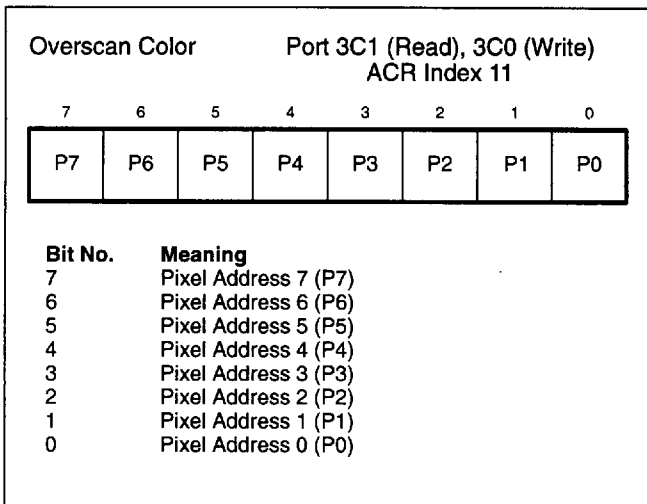 Overscan Color Port 3C1 (Read), 3C0 (Write)
ACR Index 11
7 6 5 4 3 2 1 0
P7 P6 P5 P4 P3 P2 P1 P0
Bit No. Meaning
7 Pixel Address 7 (P7)
6 Pixel Address 6 (P6)
5 Pixel Address 5 (P5)
4 Pixel Address 4 (P4)
3 Pixel Address 3 (P3)
2 Pixel Address 2 (P2)
1 Pixel Address 1 (P1)
0 Pixel Address 0 (P0)